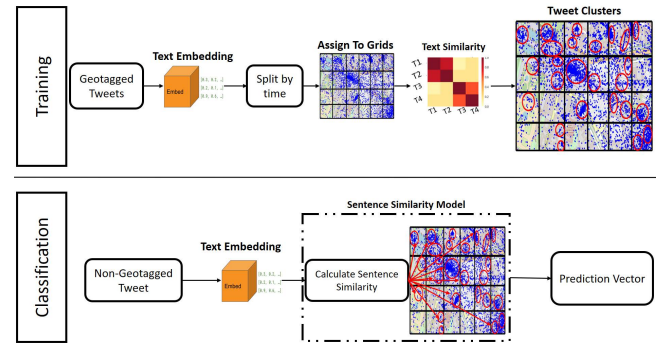 Training
Geotagged
Tweets
Text Embedding
Embed
Split by
time
Assign To Grids
Text Similarity
T1
T2
T3
T4
T1 T2 T3 T4
Tweet Clusters
Classification
Non-Geotagged
Tweet
Text Embedding
Embed
Sentence Similarity Model
Calculate Sentence
Similarity
Prediction Vector